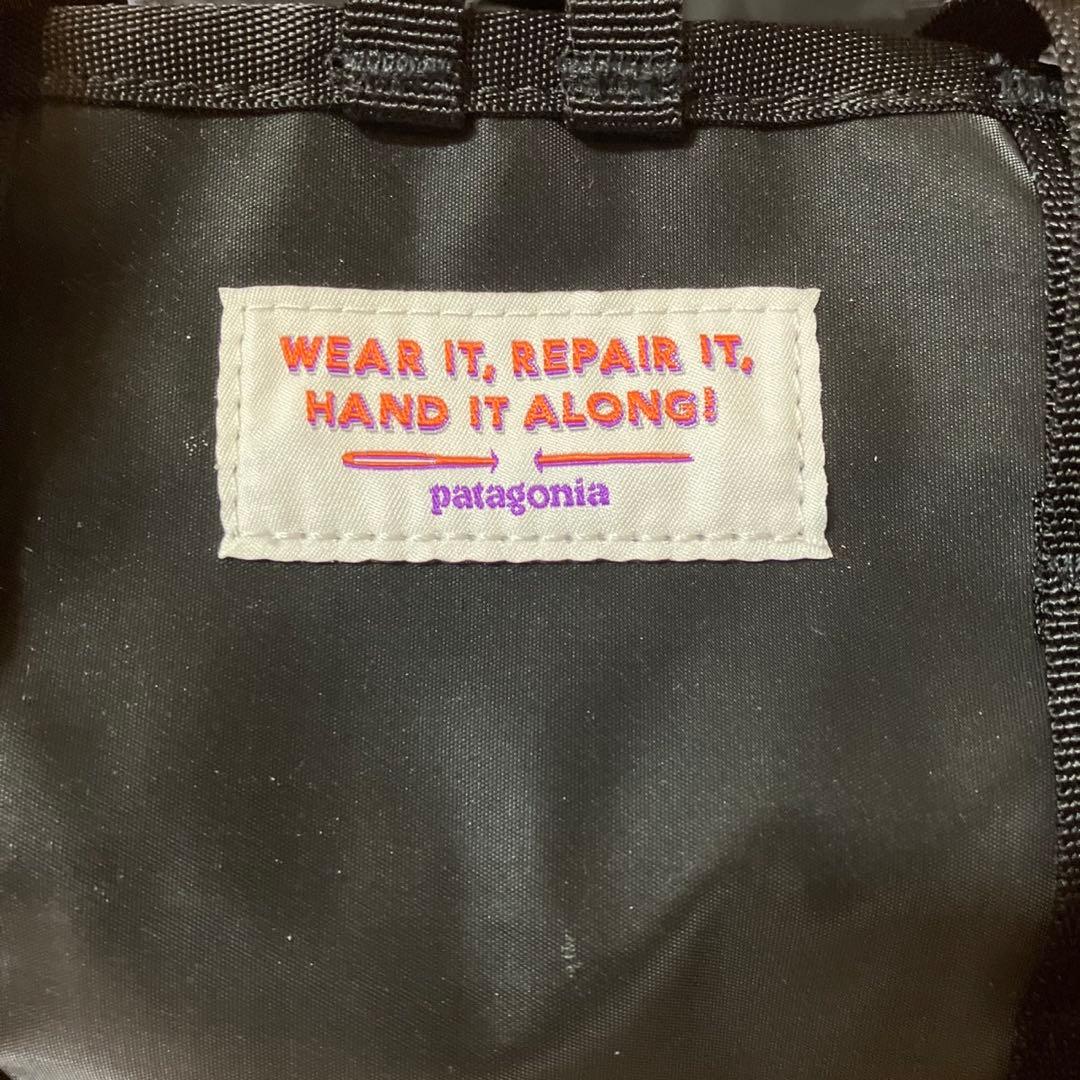 WEAR IT, REPAIR IT,
HAND IT ALONG!
patagonia